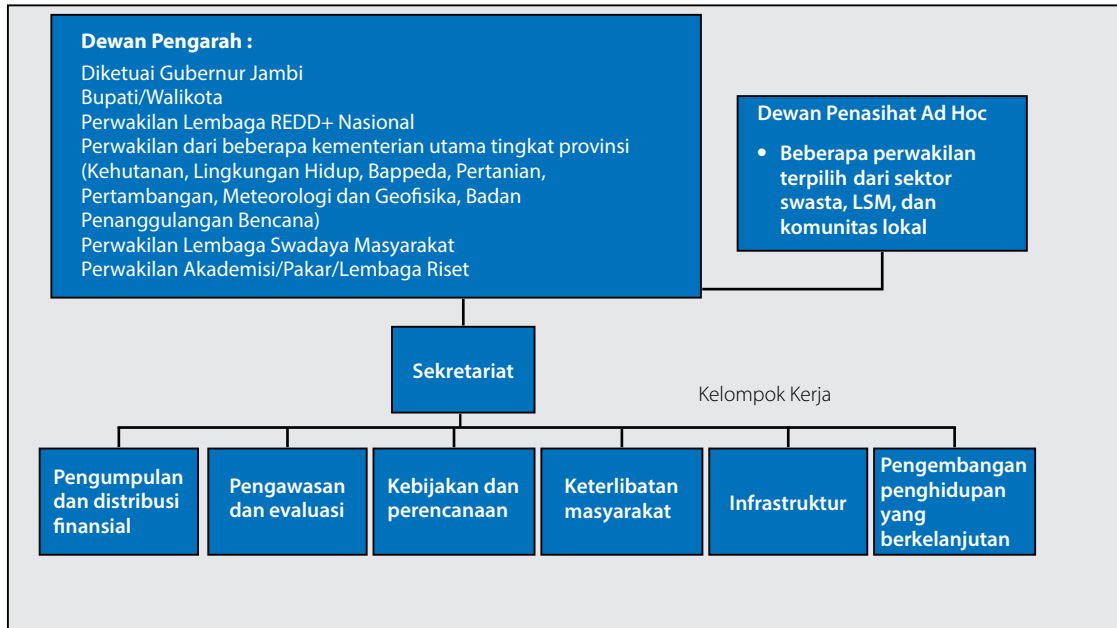 Dewan Pengarah :
Diketuai Gubernur Jambi
Bupati/Walikota
Perwakilan Lembaga REDD+ Nasional
Perwakilan dari beberapa kementerian utama tingkat provinsi
(Kehutanan, Lingkungan Hidup, Bappeda, Pertanian,
Pertambangan, Meteorologi dan Geofisika, Badan
Penanggulangan Bencana)
Perwakilan Lembaga Swadaya Masyarakat
Perwakilan Akademisi/Pakar/Lembaga Riset
Dewan Penasihat Ad Hoc
• Beberapa perwakilan
terpilih dari sektor
swasta, LSM, dan
komunitas lokal
Sekretariat
Kelompok Kerja
Pengumpulan
dan distribusi
finansial
Pengawasan
dan evaluasi
Kebijakan dan
perencanaan
Keterlibatan
masyarakat
Infrastruktur
Pengembangan
penghidupan
yang
berkelanjutan